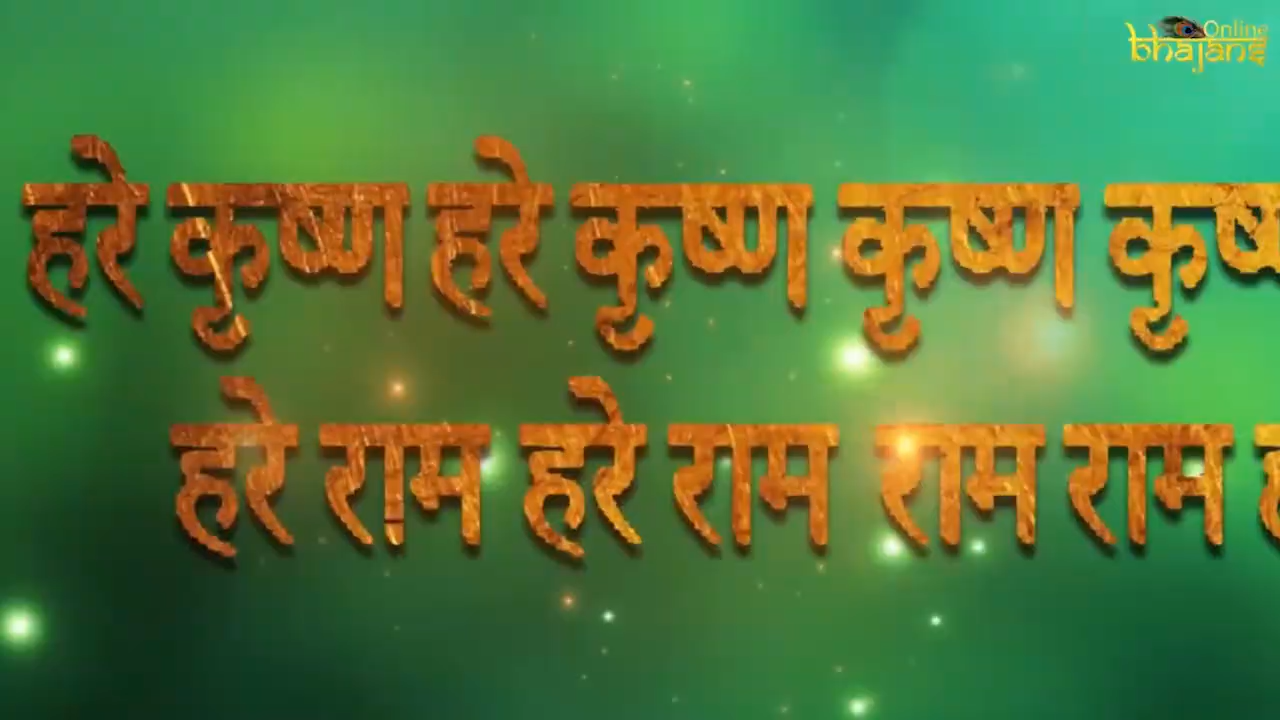 Online
bhajans
हरे कृष्ण हरे कृष्ण कृष्ण कृष्
हरे राम हरे राम राम राम